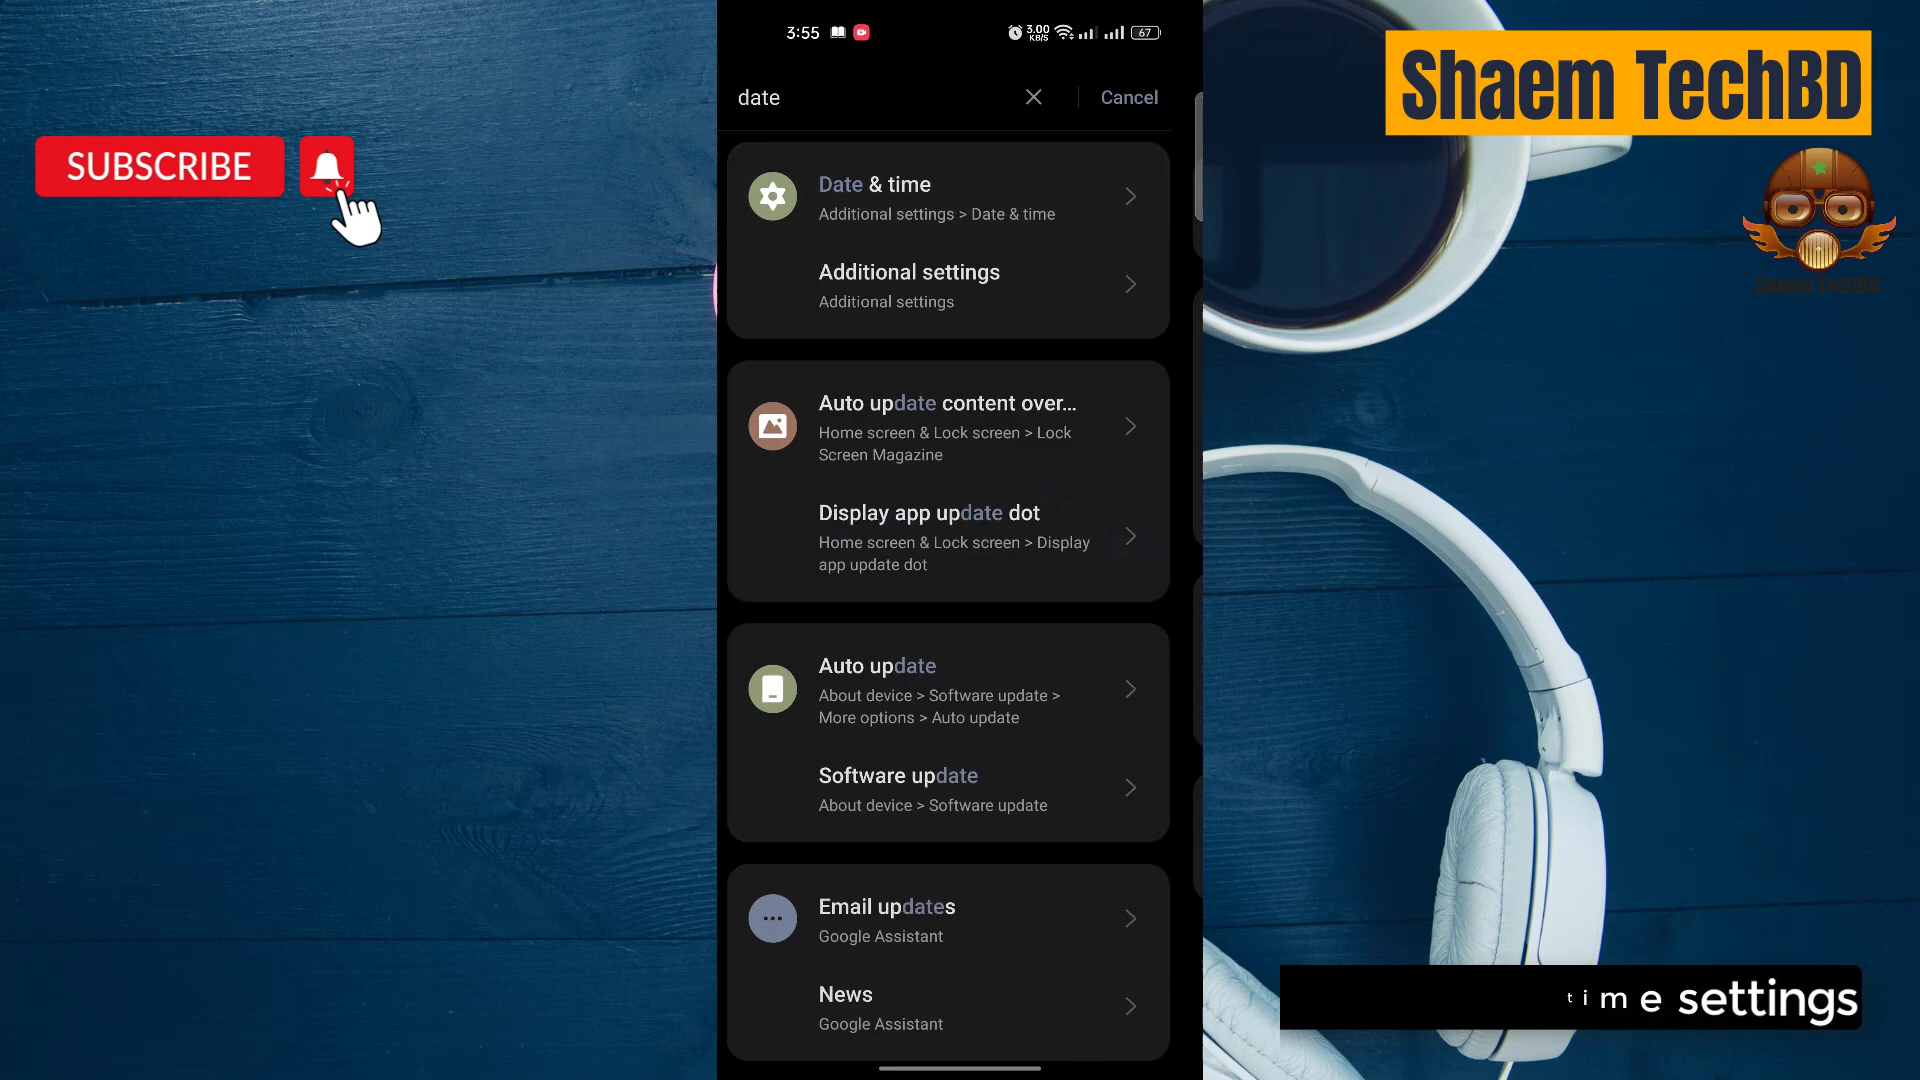 3:55
3.00
KB/S
67
date
Cancel
Date & time
Additional settings > Date & time
Additional settings
Additional settings
Auto update content over...
Home screen & Lock screen > Lock
Screen Magazine
Display app update dot
Home screen & Lock screen > Display
app update dot
Auto update
About device > Software update >
More options > Auto update
Software update
About device > Software update
Email updates
Google Assistant
News
Google Assistant
SUBSCRIBE
Shaem TechBD
Shaem TechBD
time settings